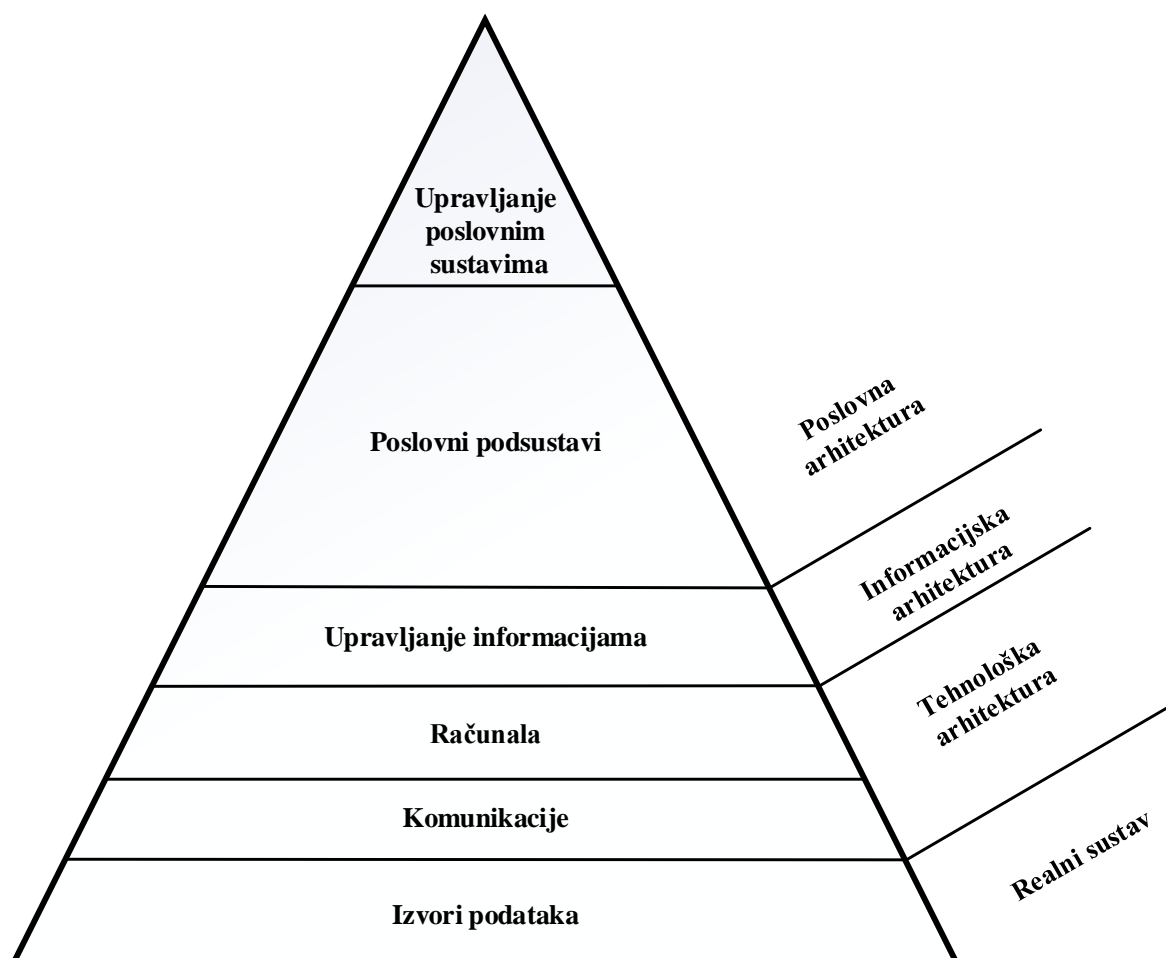 Upravljanje
poslovnim
sustavima
Poslovni podsustavi
Poslovna
arhitektura
Informacijska
arhitektura
Upravljanje informacijama
Tehnološka
arhitektura
Računala
Komunikacije
Realni sustav
Izvori podataka